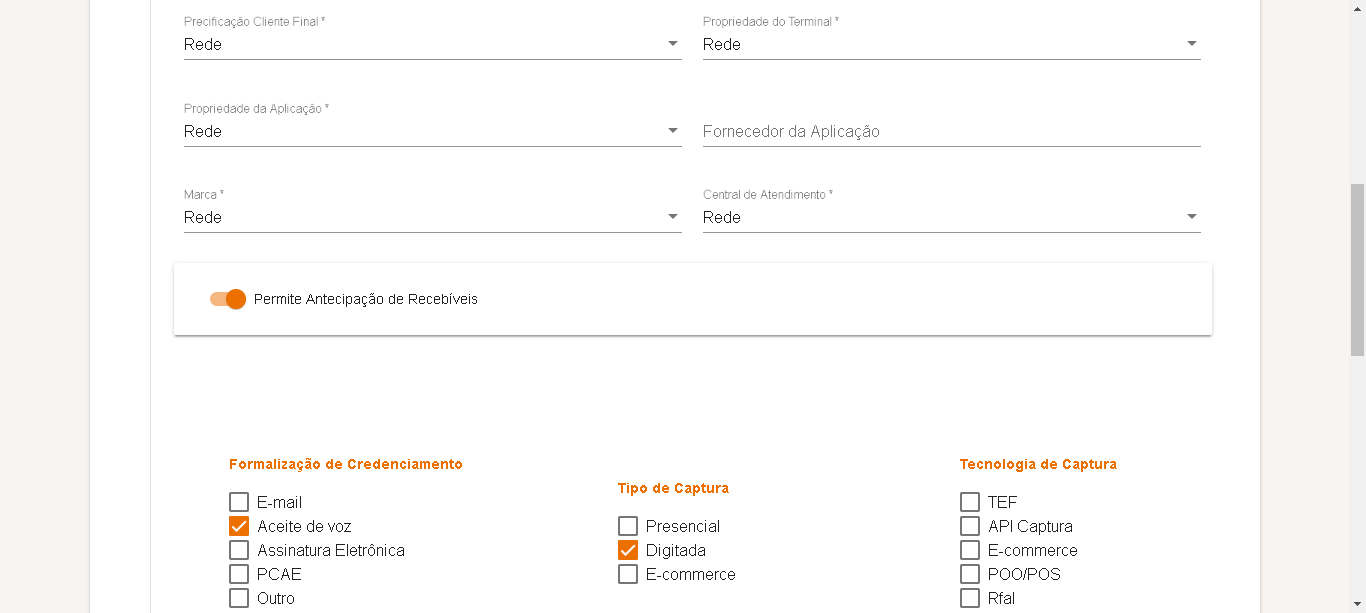 Precificação Cliente Final *
Rede
Propriedade do Terminal *
Rede
Propriedade da Aplicação *
Rede
Fornecedor da Aplicação
Marca *
Rede
Central de Atendimento *
Rede
Permite Antecipação de Recebíveis
Formalização de Credenciamento
E-mail
Aceite de voz
Assinatura Eletrônica
PCAE
Outro
Tipo de Captura
Presencial
Digitada
E-commerce
Tecnologia de Captura
TEF
API Captura
E-commerce
POO/POS
Rfal